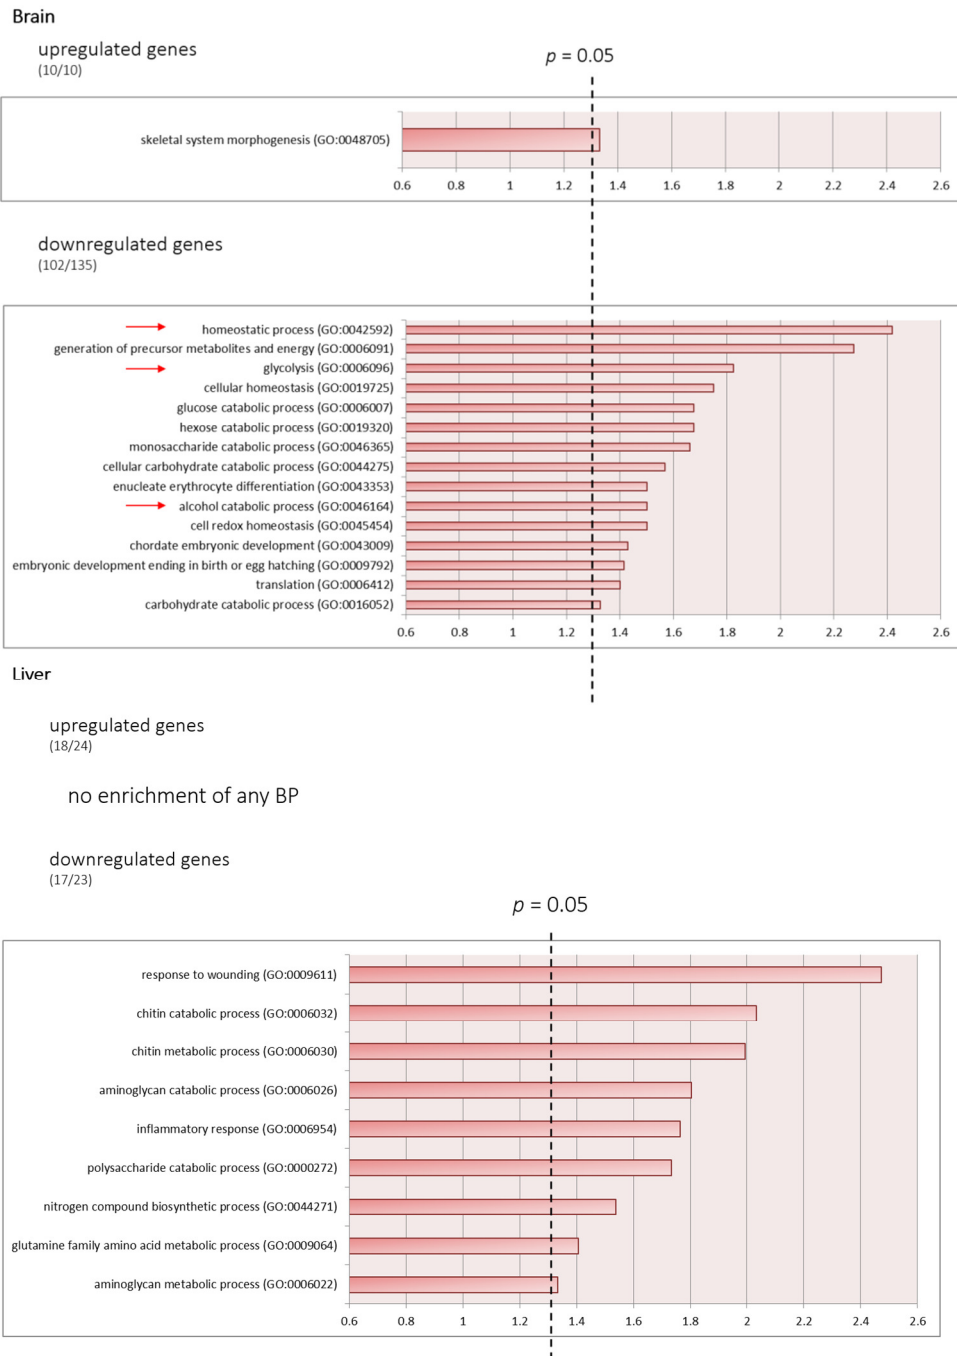 Brain
upregulated genes
(10/10)
p = 0.05
skeletal system morphogenesis (GO:0048705)
0.6 0.8 1 1.2 1.4 1.6 1.8 2 2.2 2.4 2.6
downregulated genes
(102/135)
homeostatic process (GO:0042592)
generation of precursor metabolites and energy (GO:0006091)
glycolysis (GO:0006096)
cellular homeostasis (GO:0019725)
glucose catabolic process (GO:0006007)
hexose catabolic process (GO:0019320)
monosaccharide catabolic process (GO:0046365)
cellular carbohydrate catabolic process (GO:0044275)
enucleate erythrocyte differentiation (GO:0043353)
alcohol catabolic process (GO:0046164)
cell redox homeostasis (GO:0045454)
chordate embryonic development (GO:0043009)
embryonic development ending in birth or egg hatching (GO:0009792)
translation (GO:0006412)
carbohydrate catabolic process (GO:0016052)
0.6 0.8 1 1.2 1.4 1.6 1.8 2 2.2 2.4 2.6
Liver
upregulated genes
(18/24)
no enrichment of any BP
downregulated genes
(17/23)
p = 0.05
response to wounding (GO:0009611)
chitin catabolic process (GO:0006032)
chitin metabolic process (GO:0006030)
aminoglycan catabolic process (GO:0006026)
inflammatory response (GO:0006954)
polysaccharide catabolic process (GO:0000272)
nitrogen compound biosynthetic process (GO:0044271)
glutamine family amino acid metabolic process (GO:0009064)
aminoglycan metabolic process (GO:0006022)
0.6 0.8 1 1.2 1.4 1.6 1.8 2 2.2 2.4 2.6